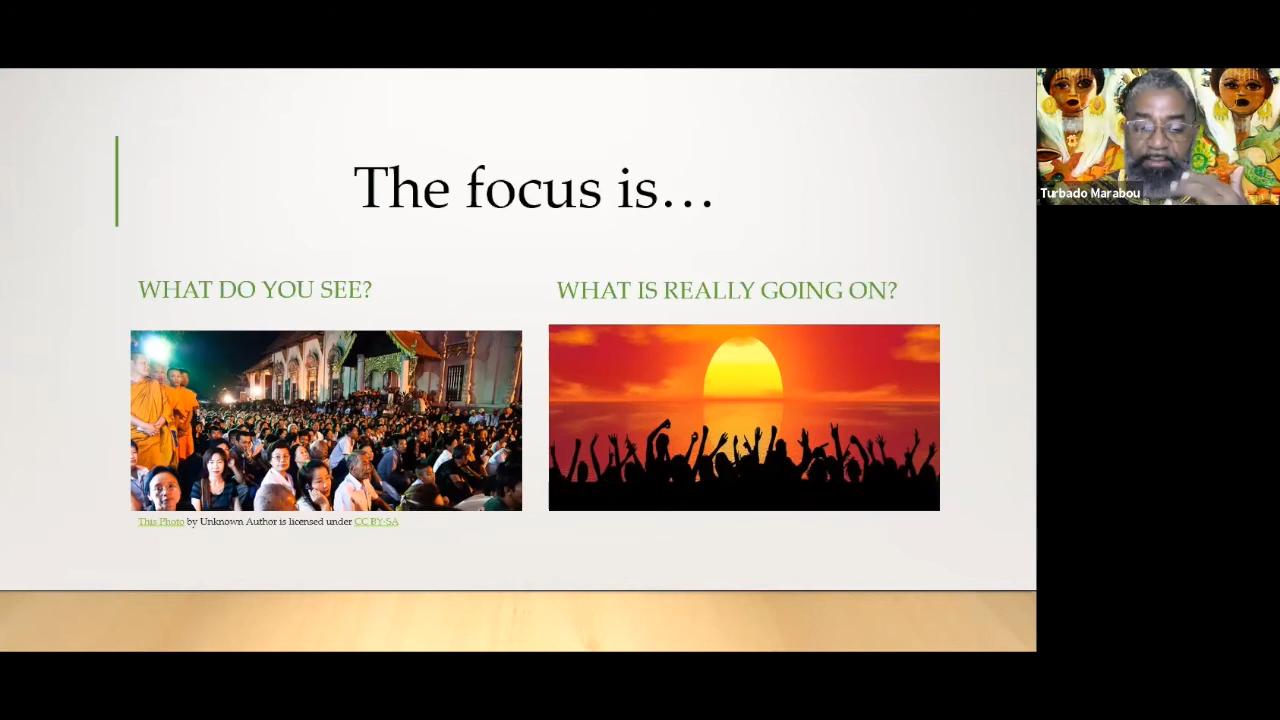 The focus is...
WHAT DO YOU SEE?
WHAT IS REALLY GOING ON?
This Photo by Unknown Author is licensed under CC BY-SA
Turbado Marabou